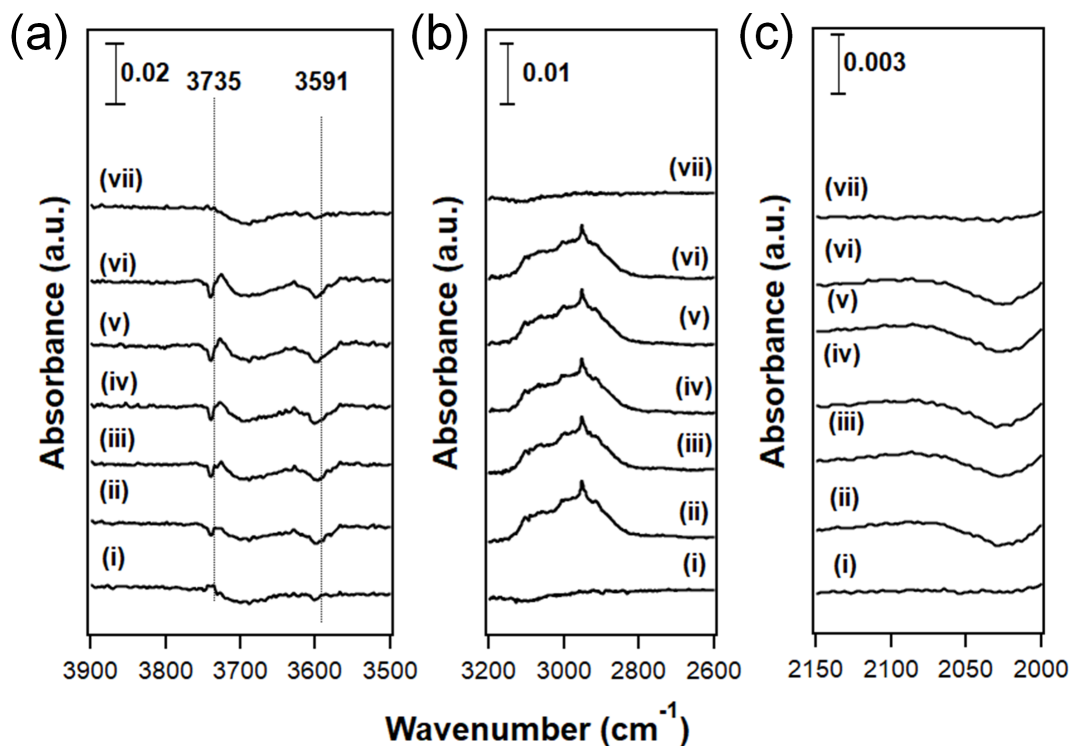 (a)
(b)
(c)
0.02
3735
3591
0.01
0.003
Absorbance (a.u.)
(vii)
(vi)
(v)
(iv)
(iii)
(ii)
(i)
3900
3800
3700
3600
3500
Absorbance (a.u.)
(vii)
(vi)
(v)
(iv)
(iii)
(ii)
(i)
3200
3000
2800
2600
Absorbance (a.u.)
(vii)
(vi)
(v)
(iv)
(iii)
(ii)
(i)
2150
2100
2050
2000
Wavenumber (cm⁻¹)